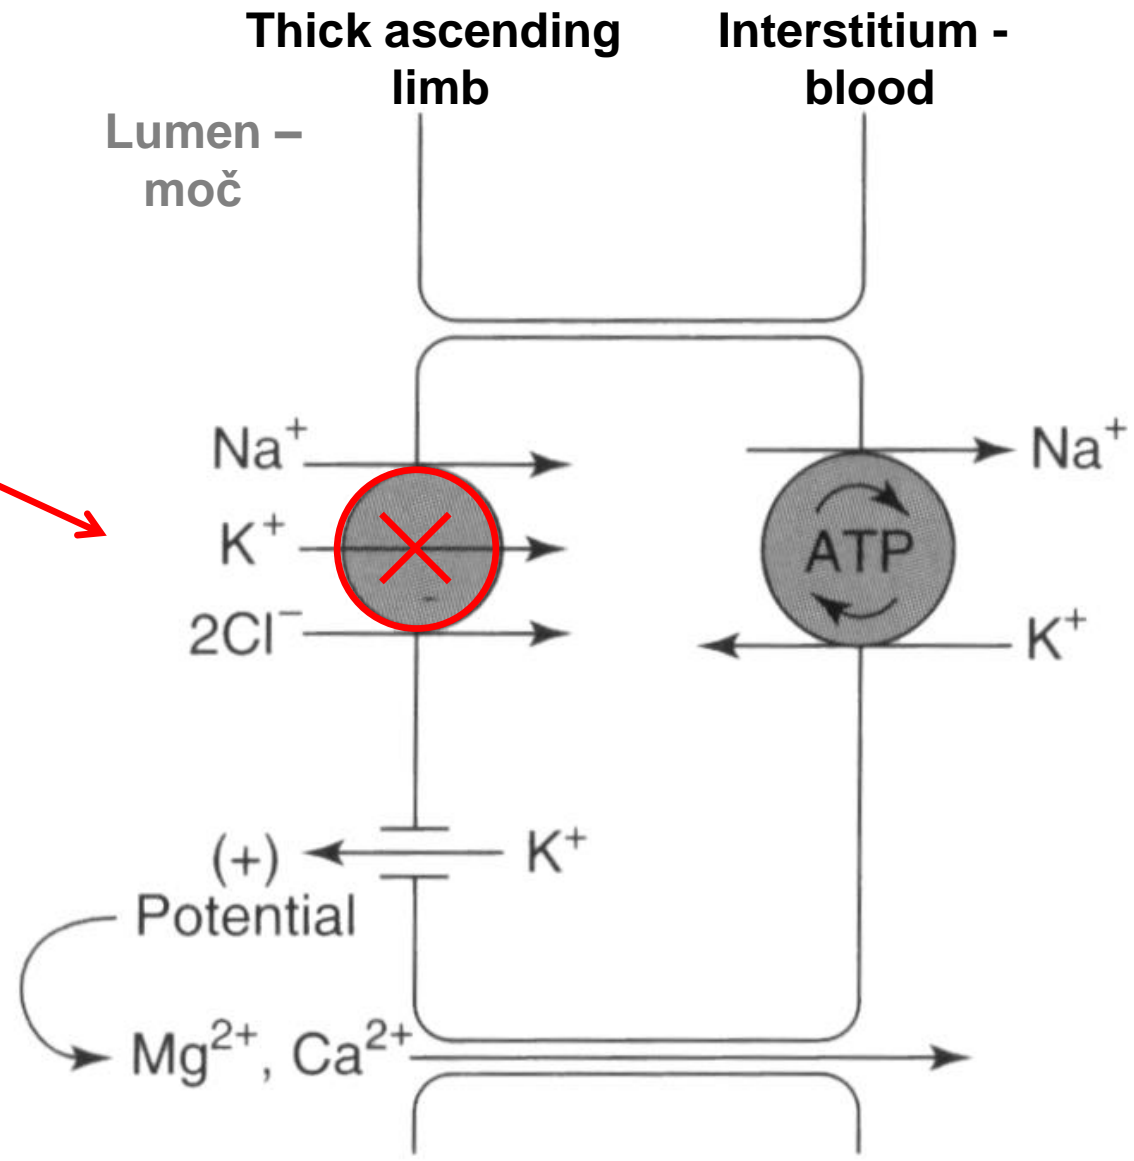 Thick ascending
limb
Interstitium -
blood
Lumen –
moč
Na⁺
K⁺
2Cl⁻
ATP
Na⁺
K⁺
(+)
K⁺
Potential
Mg²⁺, Ca²⁺